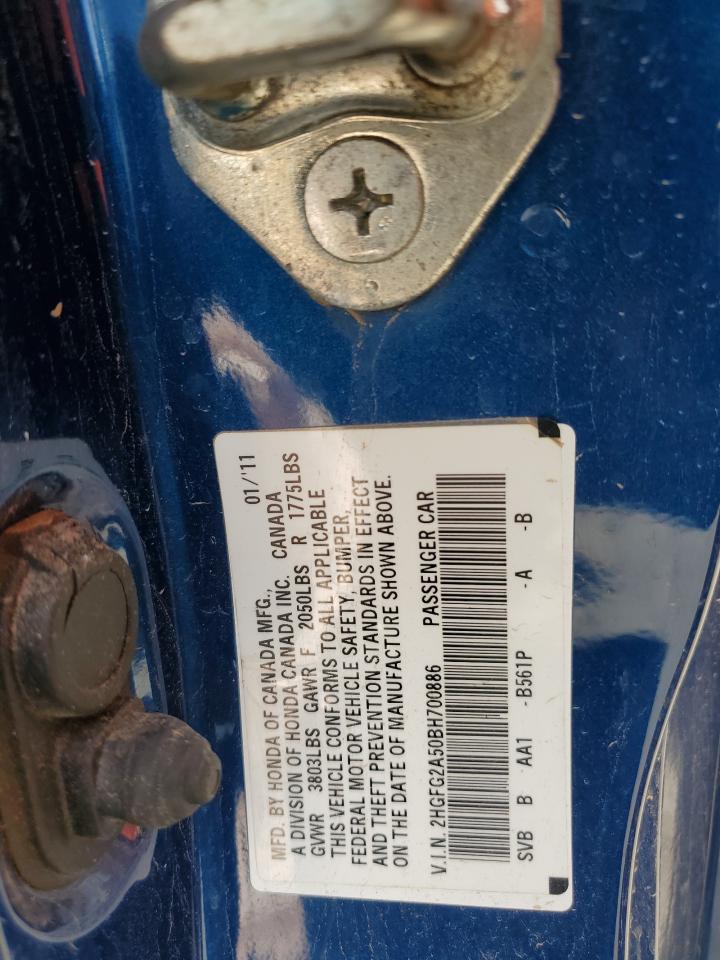 MFD. BY HONDA OF CANADA MFG., 01/'11
A DIVISION OF HONDA CANADA INC. CANADA
GVWR 3803LBS GAWR F 2050LBS R 1775LBS
THIS VEHICLE CONFORMS TO ALL APPLICABLE
FEDERAL MOTOR VEHICLE SAFETY, BUMPER,
AND THEFT PREVENTION STANDARDS IN EFFECT
ON THE DATE OF MANUFACTURE SHOWN ABOVE.
V.I.N. 2HGFG2A50BH700886 PASSENGER CAR
SVB B AA1 -B561P -A -B